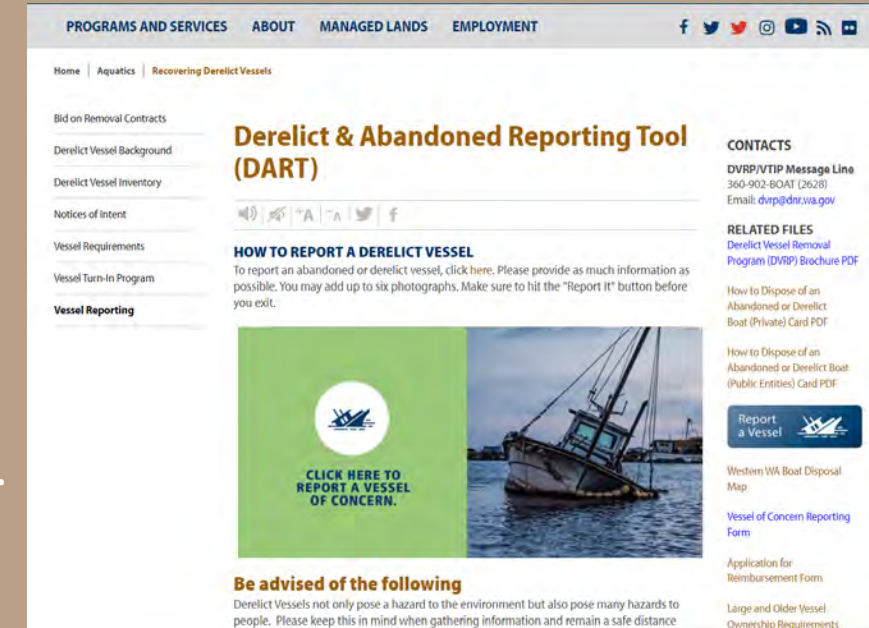 PROGRAMS AND SERVICES ABOUT MANAGED LANDS EMPLOYMENT
Home | Aquatics | Recovering Derelict Vessels
Bid on Removal Contracts
Derelict Vessel Background
Derelict Vessel Inventory
Notices of Intent
Vessel Requirements
Vessel Turn-In Program
Vessel Reporting
Derelict & Abandoned Reporting Tool
(DART)
+A -A
HOW TO REPORT A DERELICT VESSEL
To report an abandoned or derelict vessel, click here. Please provide as much information as
possible. You may add up to six photographs. Make sure to hit the "Report It" button before
you exit.
CLICK HERE TO
REPORT A VESSEL
OF CONCERN.
Be advised of the following
Derelict Vessels not only pose a hazard to the environment but also pose many hazards to
people. Please keep this in mind when gathering information and remain a safe distance
CONTACTS
DVRP/VTIP Message Line
360-902-BOAT (2628)
Email: dvrp@dnr.wa.gov
RELATED FILES
Derelict Vessel Removal
Program (DVRP) Brochure PDF
How to Dispose of an
Abandoned or Derelict
Boat (Private) Card PDF
How to Dispose of an
Abandoned or Derelict Boat
(Public Entities) Card PDF
Report
a Vessel
Western WA Boat Disposal
Map
Vessel of Concern Reporting
Form
Application for
Reimbursement Form
Large and Older Vessel
Ownership Requirements